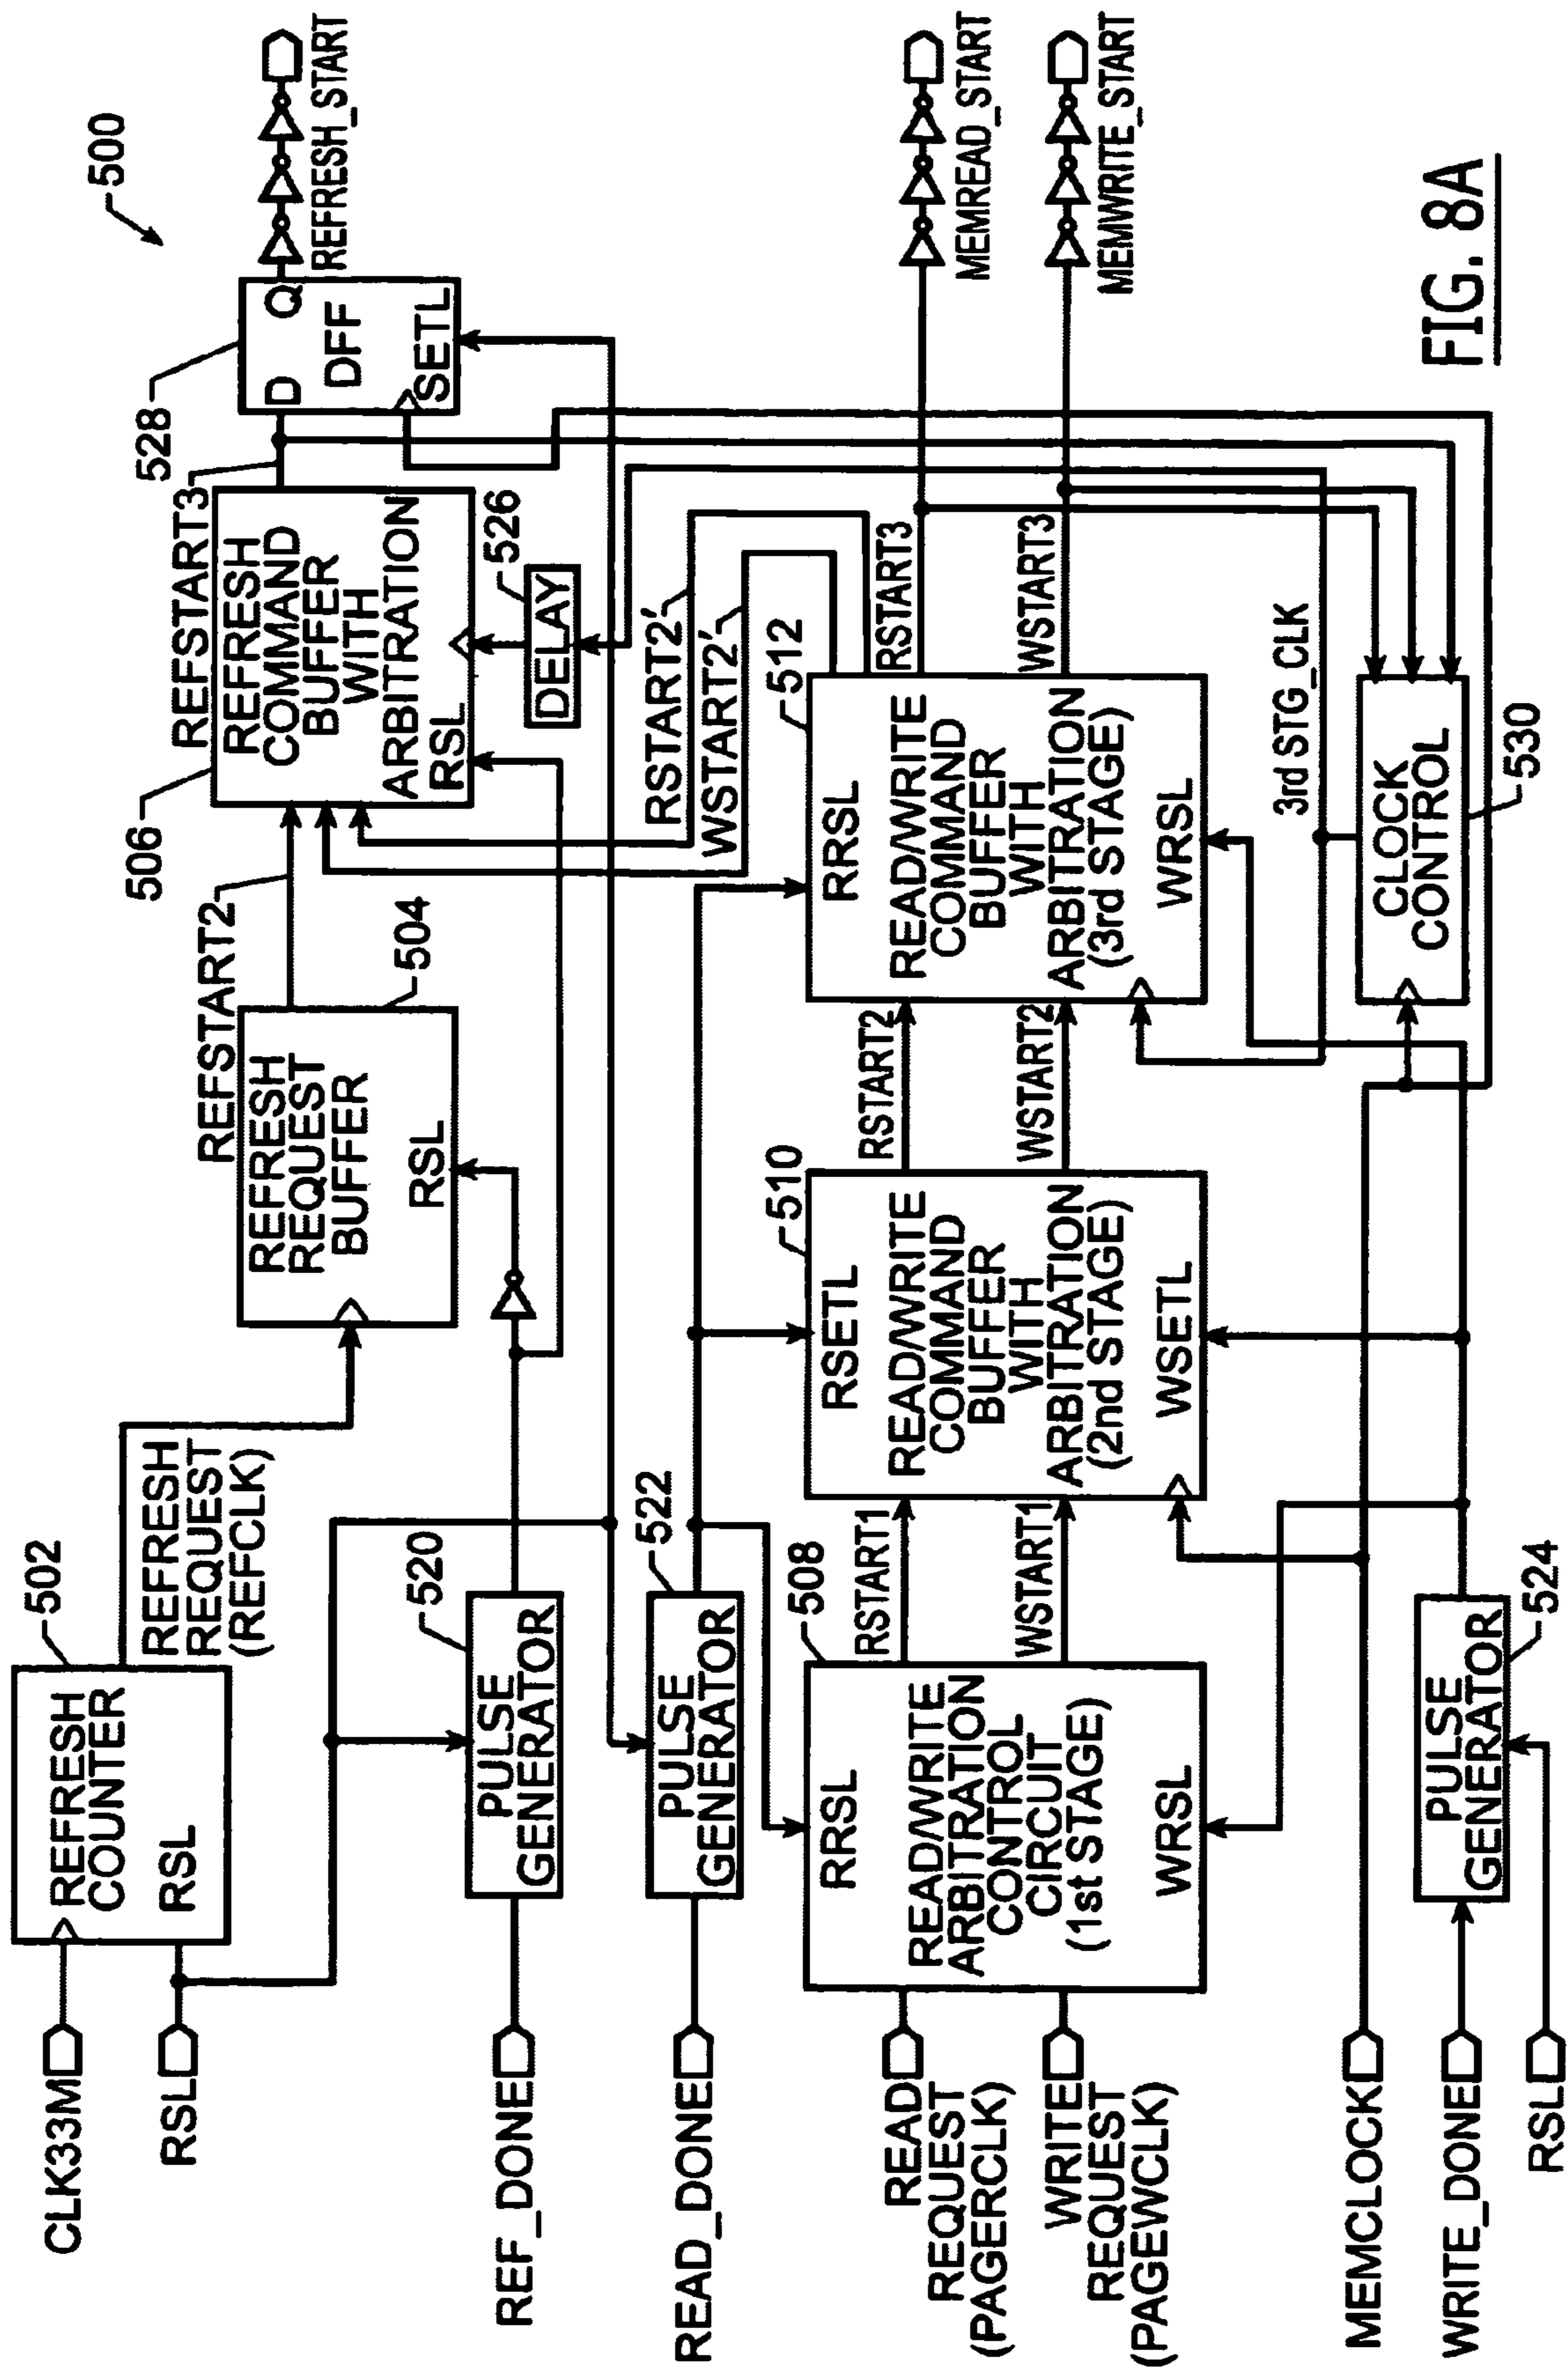 500
CLK33M
RSL
REFRESH
COUNTER
RSL
502
REFRESH
REQUEST
(REFCLK)
REFRESH
REQUEST
BUFFER
RSL
504
REFSTART2
506
REFRESH
COMMAND
BUFFER
WITH
ARBITRATION
RSL
REFSTART3
528
D
Q
DFF
SETL
REFRESH_START
REF_DONE
PULSE
GENERATOR
520
DELAY
526
READ_DONE
PULSE
GENERATOR
522
RSTART2'
WSTART2'
READ
REQUEST
(PAGERCLK)
WRITE
REQUEST
(PAGEWCLK)
RRSL
READ/WRITE
ARBITRATION
CONTROL
CIRCUIT
(1st STAGE)
WRSL
508
RSTART1
WSTART1
RSETL
READ/WRITE
COMMAND
BUFFER
WITH
ARBITRATION
(2nd STAGE)
WSETL
510
RSTART2
WSTART2
RRSL
READ/WRITE
COMMAND
BUFFER
WITH
ARBITRATION
(3rd STAGE)
WRSL
512
RSTART3
WSTART3
MEMREAD_START
MEMWRITE_START
3rd STG_CLK
MEMCLOCK
WRITE_DONE
RSL
PULSE
GENERATOR
524
CLOCK
CONTROL
530
FIG. 8A